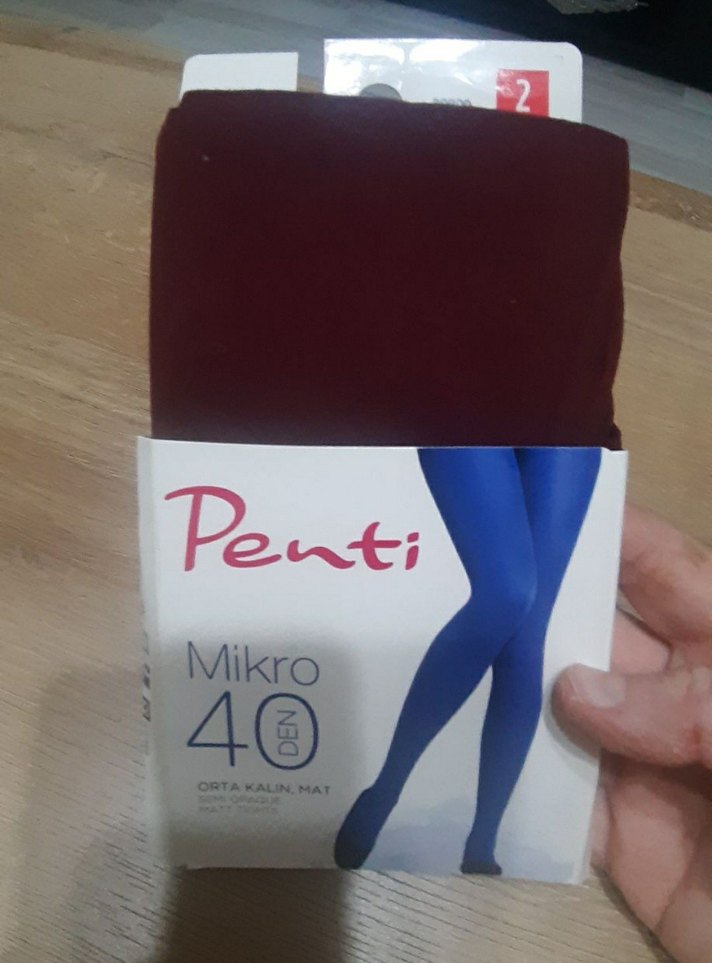 2
Penti
Mikro
40
DEN
ORTA KALIN, MAT
SEMI OPAQUE
MATT TIGHTS